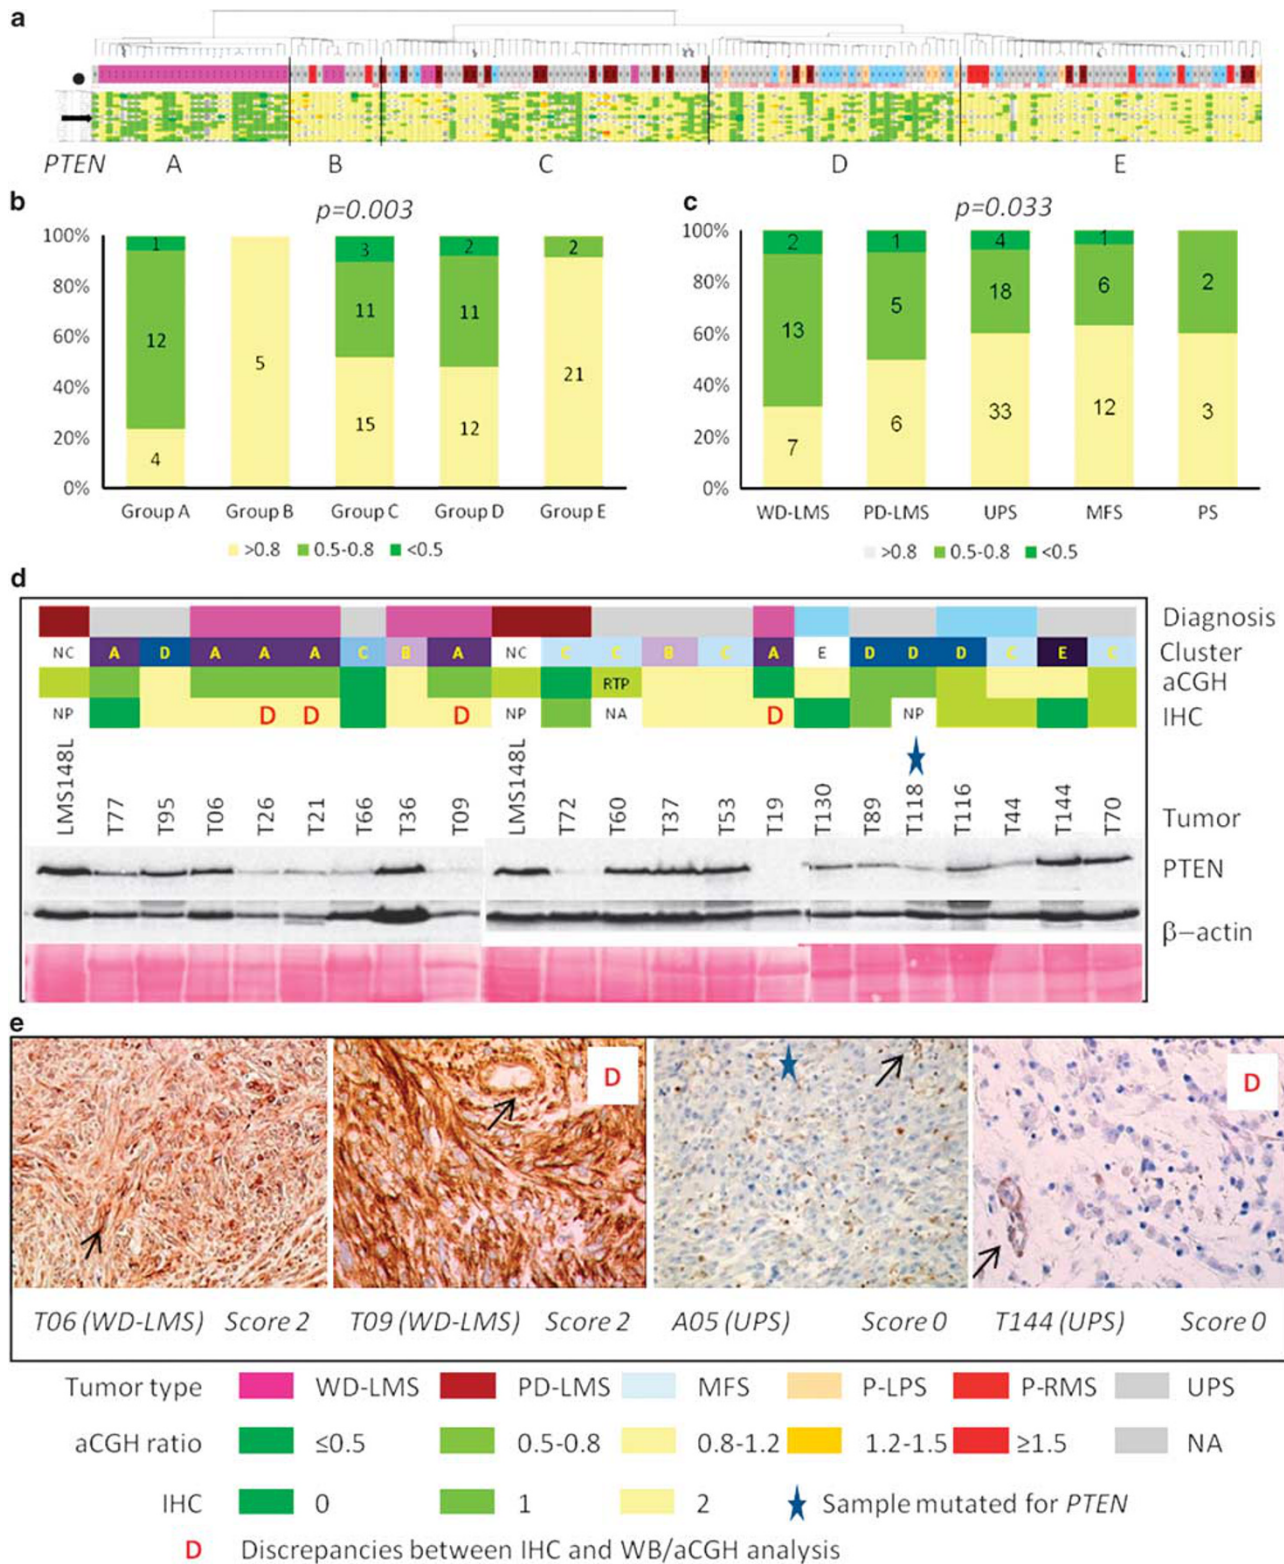 a
PTEN A B C D E
b
p=0.003
100%
80%
60%
40%
20%
0%
1 3 2 2
12 11 11
5 21
4 15 12
Group A Group B Group C Group D Group E
>0.8 0.5-0.8 <0.5
c
p=0.033
100%
80%
60%
40%
20%
0%
2 1 4 1
13 5 18 6 2
7 6 33 12 3
WD-LMS PD-LMS UPS MFS PS
>0.8 0.5-0.8 <0.5
d
Diagnosis
NC A D A A A C B A NC C C B C A E D D D C E C Cluster
RTP aCGH
NP D D D NP NA D NP IHC
LMS148L T77 T95 T06 T26 T21 T66 T36 T09 LMS148L T72 T60 T37 T53 T19 T130 T89 T118 T116 T44 T144 T70 Tumor
PTEN
β–actin
e
D D
T06 (WD-LMS) Score 2 T09 (WD-LMS) Score 2 A05 (UPS) Score 0 T144 (UPS) Score 0
Tumor type WD-LMS PD-LMS MFS P-LPS P-RMS UPS
aCGH ratio ≤0.5 0.5-0.8 0.8-1.2 1.2-1.5 ≥1.5 NA
IHC 0 1 2 Sample mutated for PTEN
D Discrepancies between IHC and WB/aCGH analysis